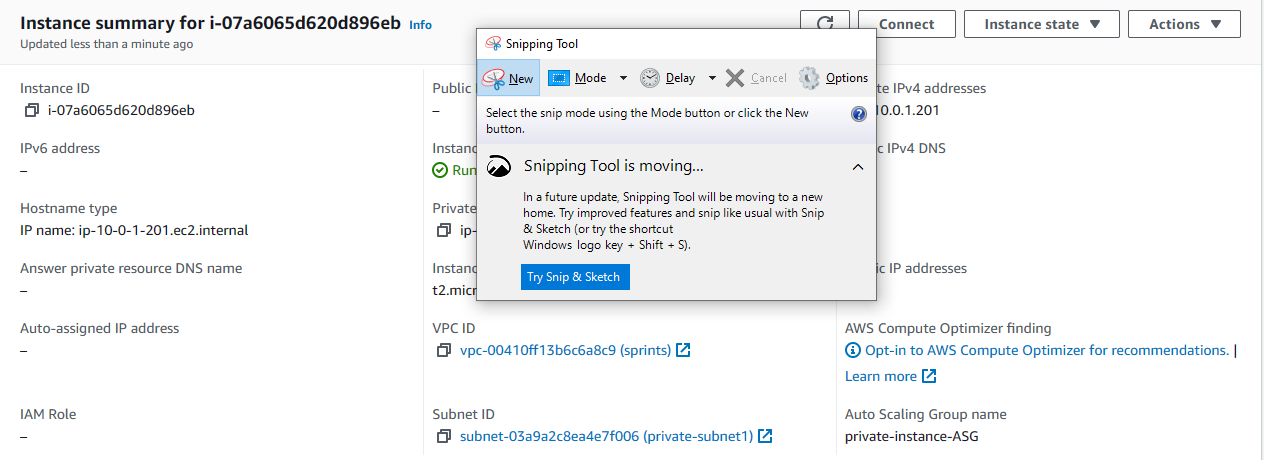 Instance summary for i-07a6065d620d896eb Info
Updated less than a minute ago
Connect
Instance state
Actions
Snipping Tool
New
Mode
Delay
Cancel
Options
Select the snip mode using the Mode button or click the New
button.
Snipping Tool is moving...
In a future update, Snipping Tool will be moving to a new
home. Try improved features and snip like usual with Snip
& Sketch (or try the shortcut
Windows logo key + Shift + S).
Try Snip & Sketch
Instance ID
i-07a6065d620d896eb
Public
–
IPv4 addresses
10.0.1.201
IPv6 address
–
IPv4 DNS
Hostname type
IP name: ip-10-0-1-201.ec2.internal
Private
ip-
Answer private resource DNS name
–
IP addresses
Auto-assigned IP address
–
VPC ID
vpc-00410ff13b6c6a8c9 (sprints)
AWS Compute Optimizer finding
Opt-in to AWS Compute Optimizer for recommendations. |
Learn more
IAM Role
–
Subnet ID
subnet-03a9a2c8ea4e7f006 (private-subnet1)
Auto Scaling Group name
private-instance-ASG